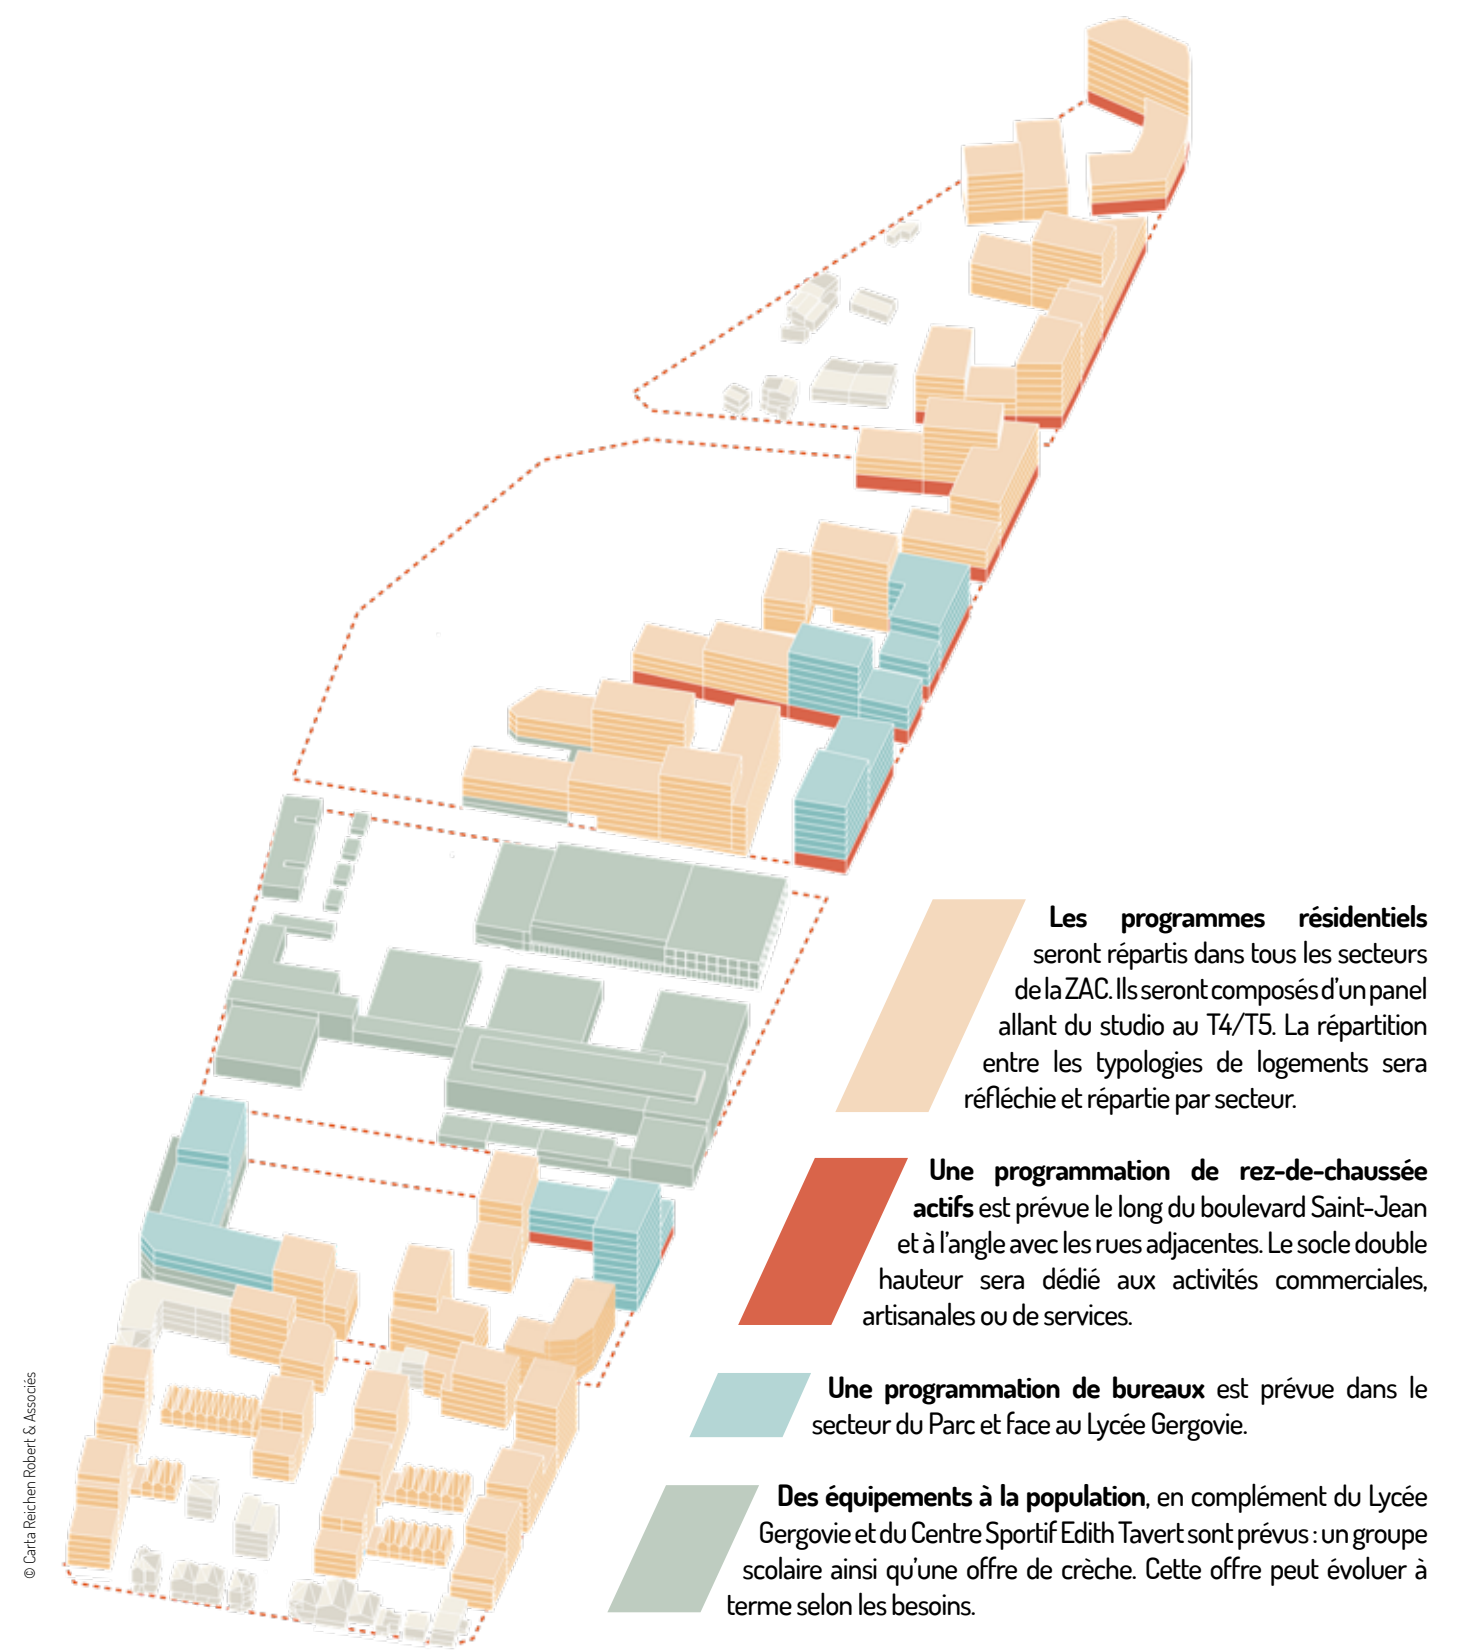 Les programmes résidentiels
seront répartis dans tous les secteurs
de la ZAC. Ils seront composés d'un panel
allant du studio au T4/T5. La répartition
entre les typologies de logements sera
réfléchie et répartie par secteur.
Une programmation de rez-de-chaussée
actifs est prévue le long du boulevard Saint-Jean
et à l'angle avec les rues adjacentes. Le socle double
hauteur sera dédié aux activités commerciales,
artisanales ou de services.
Une programmation de bureaux est prévue dans le
secteur du Parc et face au Lycée Gergovie.
Des équipements à la population, en complément du Lycée
Gergovie et du Centre Sportif Edith Tavert sont prévus : un groupe
scolaire ainsi qu'une offre de crèche. Cette offre peut évoluer à
terme selon les besoins.
© Carta Reichen Robert & Associés